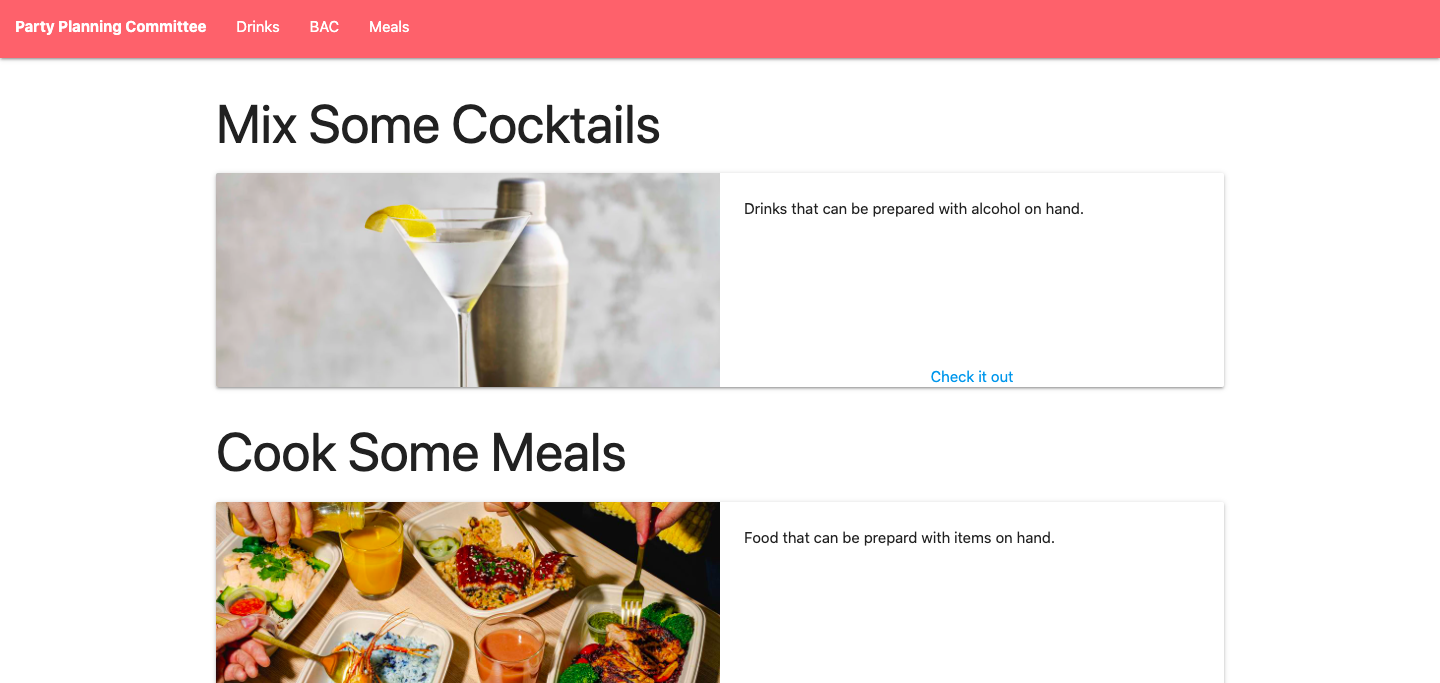 Party Planning Committee Drinks BAC Meals
Mix Some Cocktails
Drinks that can be prepared with alcohol on hand.
Check it out
Cook Some Meals
Food that can be prepard with items on hand.